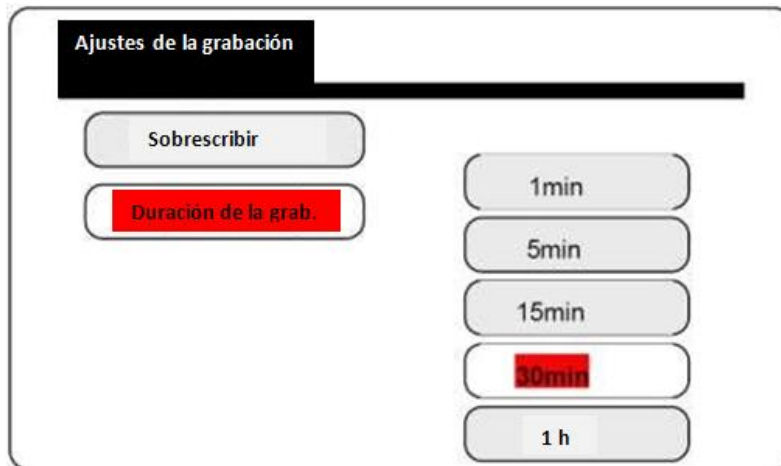 Ajustes de la grabación
Sobrescribir
Duración de la grab.
1min
5min
15min
30min
1 h